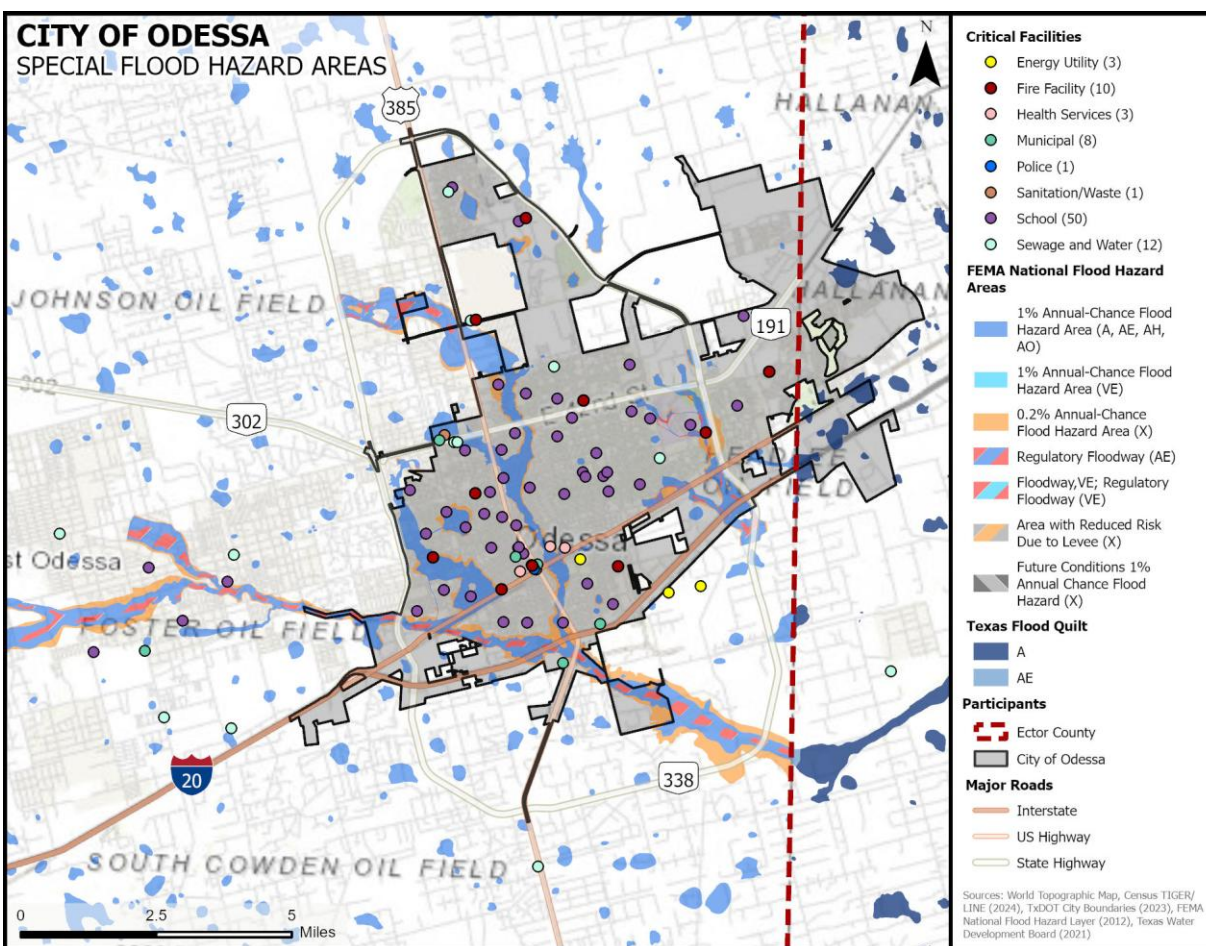 CITY OF ODESSA
SPECIAL FLOOD HAZARD AREAS
N
385
HALLANAN
JOHNSON OIL FIELD
HALLANAN
191
302
302
E 42nd St
OIL FIELD
Odessa
st Odessa
FOSTER OIL FIELD
20
338
SOUTH COWDEN OIL FIELD
0 2.5 5
Miles
Critical Facilities
Energy Utility (3)
Fire Facility (10)
Health Services (3)
Municipal (8)
Police (1)
Sanitation/Waste (1)
School (50)
Sewage and Water (12)
FEMA National Flood Hazard
Areas
1% Annual-Chance Flood
Hazard Area (A, AE, AH,
AO)
1% Annual-Chance Flood
Hazard Area (VE)
0.2% Annual-Chance
Flood Hazard Area (X)
Regulatory Floodway (AE)
Floodway,VE; Regulatory
Floodway (VE)
Area with Reduced Risk
Due to Levee (X)
Future Conditions 1%
Annual Chance Flood
Hazard (X)
Texas Flood Quilt
A
AE
Participants
Ector County
City of Odessa
Major Roads
Interstate
US Highway
State Highway
Sources: World Topographic Map, Census TIGER/
LINE (2024), TxDOT City Boundaries (2023), FEMA
National Flood Hazard Layer (2012), Texas Water
Development Board (2021)